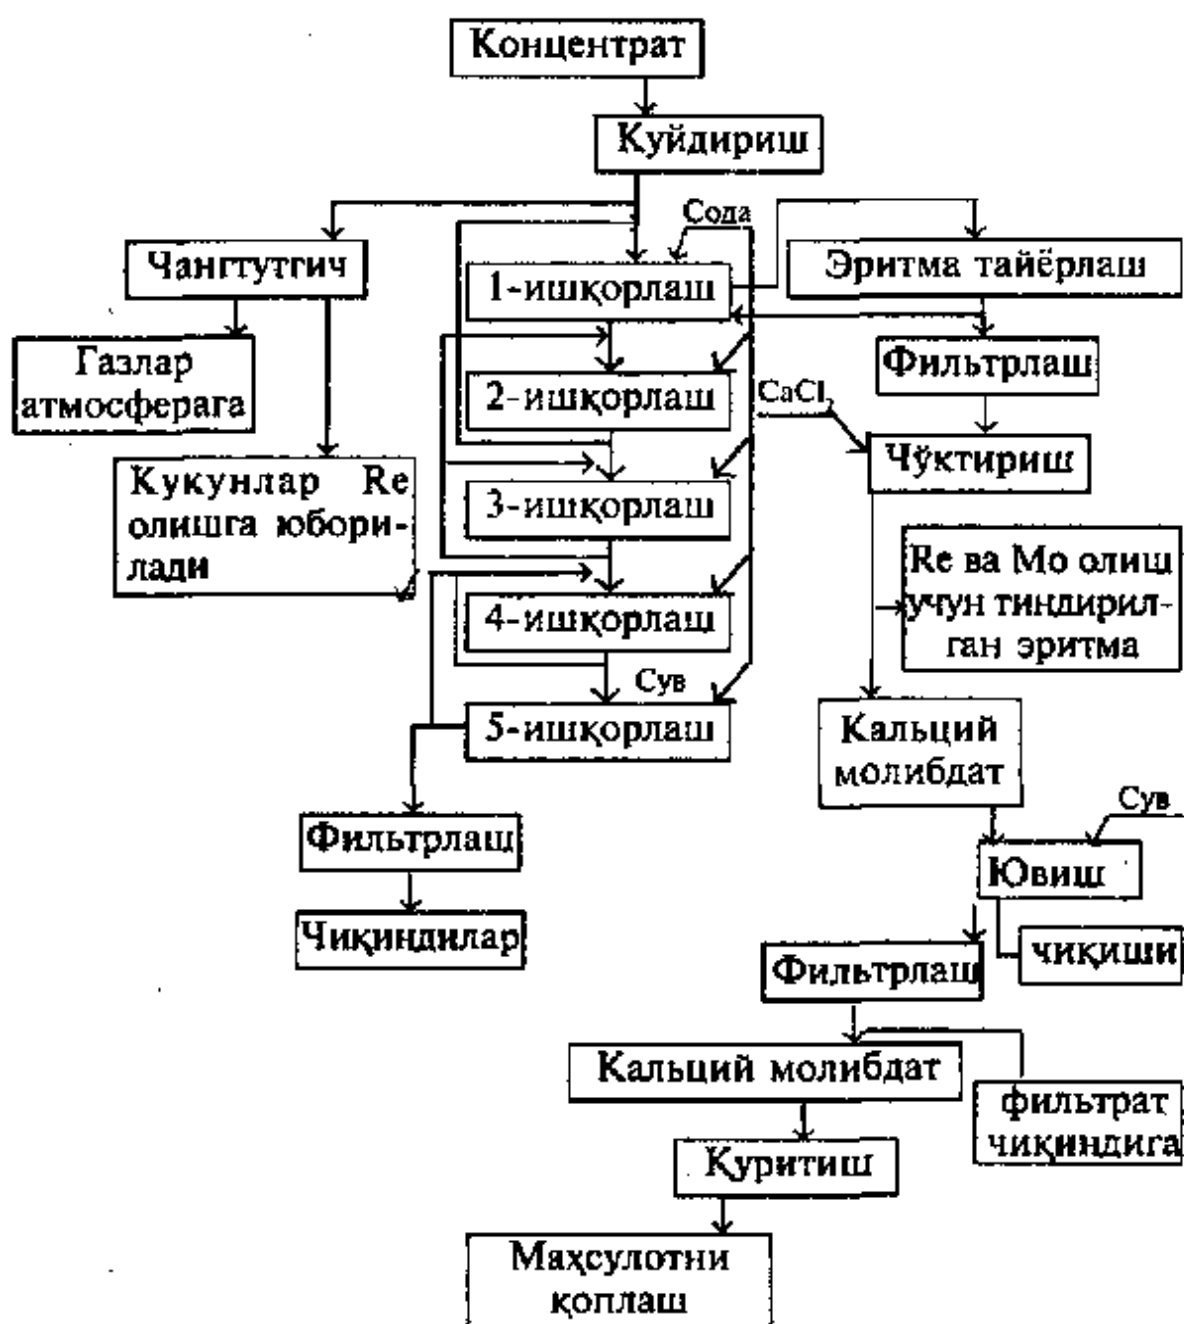 Концентрат
Куйдириш
Сода
Чангтутгич
1-ишқорлаш
Эритма тайёрлаш
Газлар
атмосферага
2-ишқорлаш
CaCl₂
Фильтрлаш
Чўктириш
Кукунлар Re
олишга юбори-
лади
3-ишқорлаш
Re ва Mo олиш
учун тиндирил-
ган эритма
4-ишқорлаш
Сув
5-ишқорлаш
Кальций
молибдат
Сув
Фильтрлаш
Ювиш
Чиқиндилар
чиқиши
Фильтрлаш
Кальций молибдат
фильтрат
чиқиндига
Қуритиш
Маҳсулотни
қоплаш